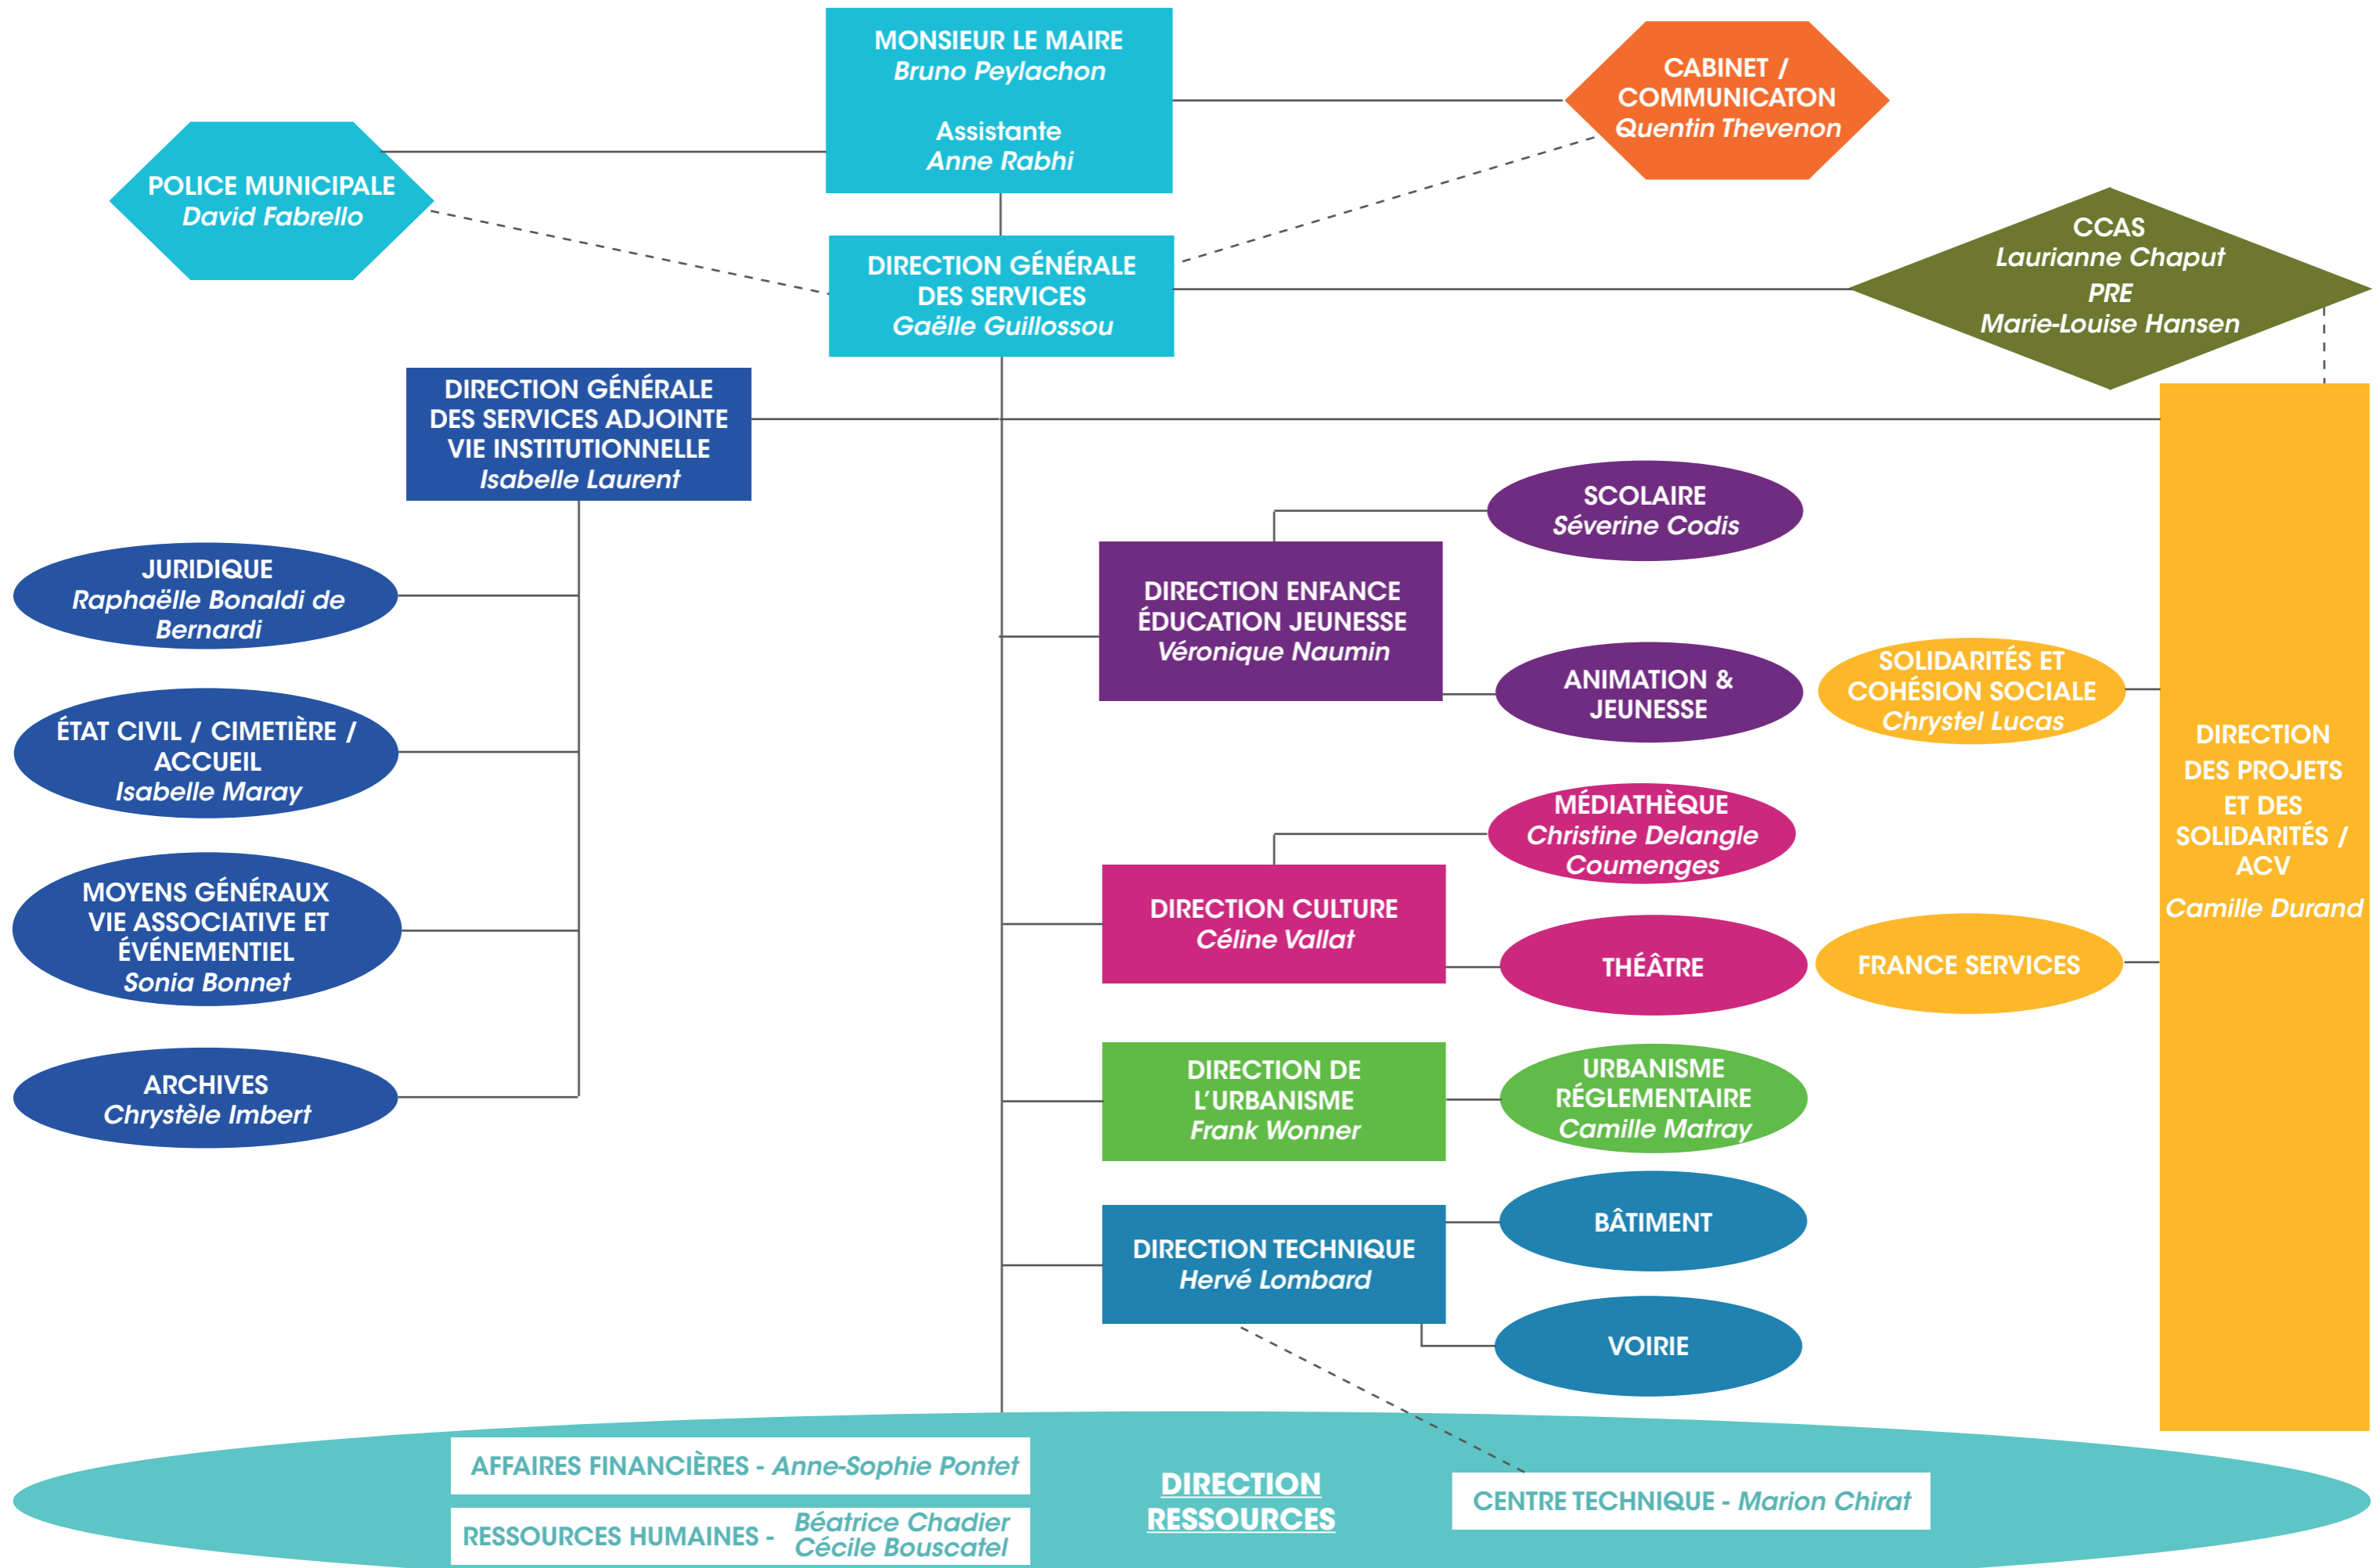 MONSIEUR LE MAIRE
Bruno Peylachon
Assistante
Anne Rabhi
CABINET /
COMMUNICATON
Quentin Thevenon
POLICE MUNICIPALE
David Fabrello
DIRECTION GÉNÉRALE
DES SERVICES
Gaëlle Guillossou
CCAS
Laurianne Chaput
PRE
Marie-Louise Hansen
DIRECTION GÉNÉRALE
DES SERVICES ADJOINTE
VIE INSTITUTIONNELLE
Isabelle Laurent
JURIDIQUE
Raphaëlle Bonaldi de
Bernardi
ÉTAT CIVIL / CIMETIÈRE /
ACCUEIL
Isabelle Maray
MOYENS GÉNÉRAUX
VIE ASSOCIATIVE ET
ÉVÉNEMENTIEL
Sonia Bonnet
ARCHIVES
Chrystèle Imbert
DIRECTION ENFANCE
ÉDUCATION JEUNESSE
Véronique Naumin
SCOLAIRE
Séverine Codis
ANIMATION &
JEUNESSE
DIRECTION CULTURE
Céline Vallat
MÉDIATHÈQUE
Christine Delangle
Coumenges
THÉÂTRE
DIRECTION DE
L'URBANISME
Frank Wonner
URBANISME
RÉGLEMENTAIRE
Camille Matray
DIRECTION TECHNIQUE
Hervé Lombard
BÂTIMENT
VOIRIE
SOLIDARITÉS ET
COHÉSION SOCIALE
Chrystel Lucas
FRANCE SERVICES
DIRECTION
DES PROJETS
ET DES
SOLIDARITÉS /
ACV
Camille Durand
AFFAIRES FINANCIÈRES - Anne-Sophie Pontet
RESSOURCES HUMAINES - Béatrice Chadier
Cécile Bouscatel
DIRECTION
RESSOURCES
CENTRE TECHNIQUE - Marion Chirat